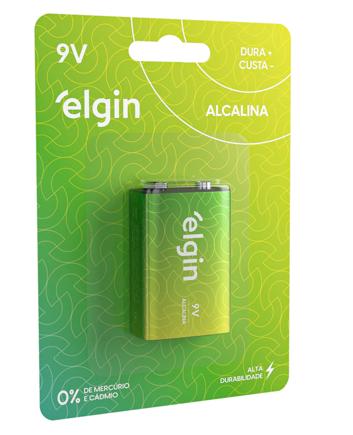 9V
DURA +
CUSTA -
elgin
ALCALINA
elgin
9V
ALCALINA
0% DE MERCÚRIO
E CÁDMIO
ALTA
DURABILIDADE